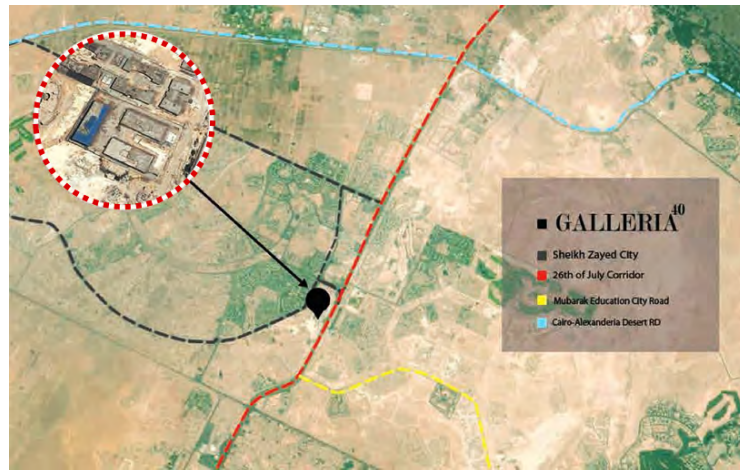 GALLERIA40
Sheikh Zayed City
26th of July Corridor
Mubarak Education City Road
Cairo-Alexanderia Desert RD